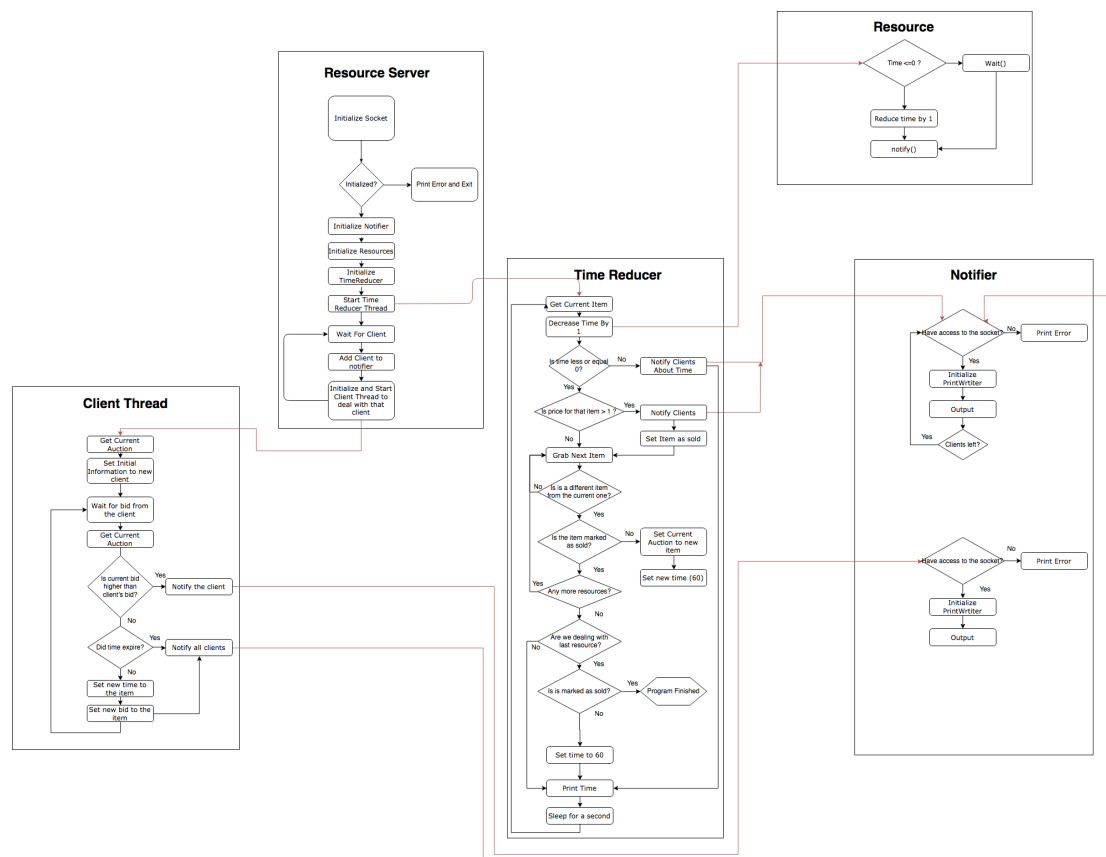 Resource
Time <=0 ?
Wait()
Reduce time by 1
notify()
Resource Server
Initialize Socket
Initialized?
Print Error and Exit
Initialize Notifier
Initialize Resources
Initialize
TimeReducer
Start Time
Reducer Thread
Wait For Client
Add Client to
notifier
Initialize and Start
Client Thread to
deal with that
client
Time Reducer
Get Current Item
Decrease Time By
1
Is time less or equal
0?
No
Notify Clients
About Time
Yes
Is price for that item > 1 ?
Yes
Notify Clients
No
Set Item as sold
Grab Next Item
No
Is is a different item
from the current one?
Yes
Is the item marked
as sold?
No
Set Current
Auction to new
item
Yes
Set new time (60)
Yes
Any more resources?
No
Are we dealing with
last resource?
No
Yes
Is is marked as sold?
Yes
Program Finished
No
Set time to 60
Print Time
Sleep for a second
Notifier
Have access to the socket?
No
Print Error
Yes
Initialize
PrintWrtiter
Output
Yes
Clients left?
Have access to the socket?
No
Print Error
Yes
Initialize
PrintWrtiter
Output
Client Thread
Get Current
Auction
Set Initial
Information to new
client
Wait for bid from
the client
Get Current
Auction
Is current bid
higher than
client's bid?
Yes
Notify the client
No
Did time expire?
Yes
Notify all clients
No
Set new time to
the item
Set new bid to the
item